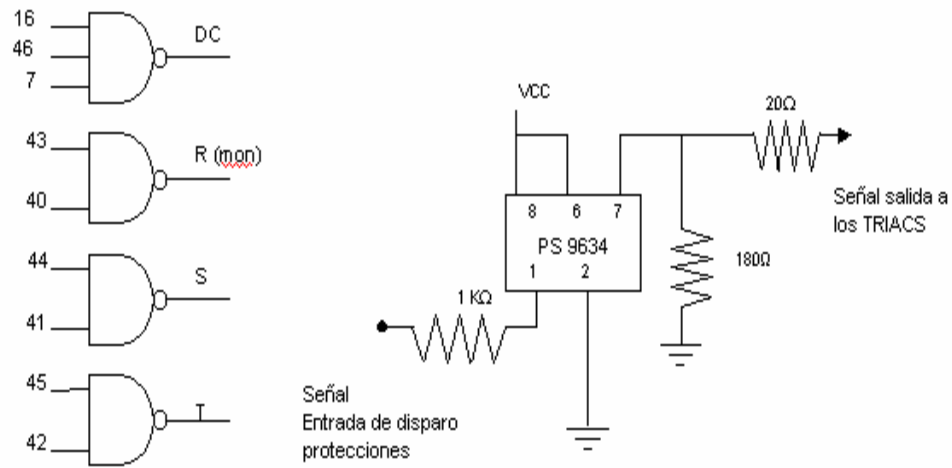 16
46
7
DC
43
40
R (mon)
44
41
S
45
42
T
VCC
8 6 7
PS 9634
1 2
1 KΩ
20Ω
180Ω
Señal salida a
los TRIACS
Señal
Entrada de disparo
protecciones